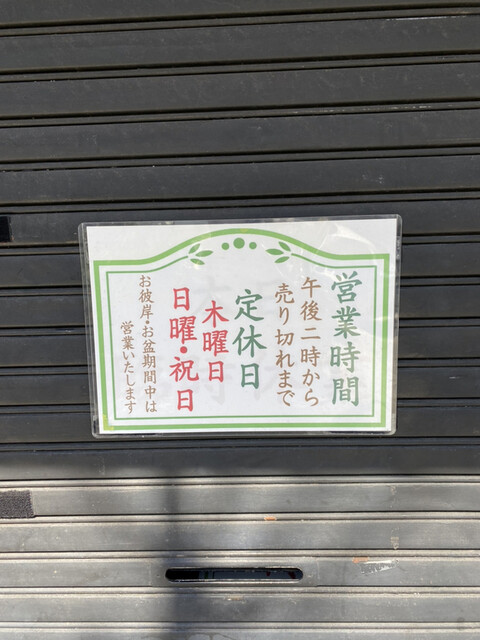 営業時間
午後二時から
売り切れまで
定休日
木曜日
日曜・祝日
お彼岸・お盆期間中は
営業いたします